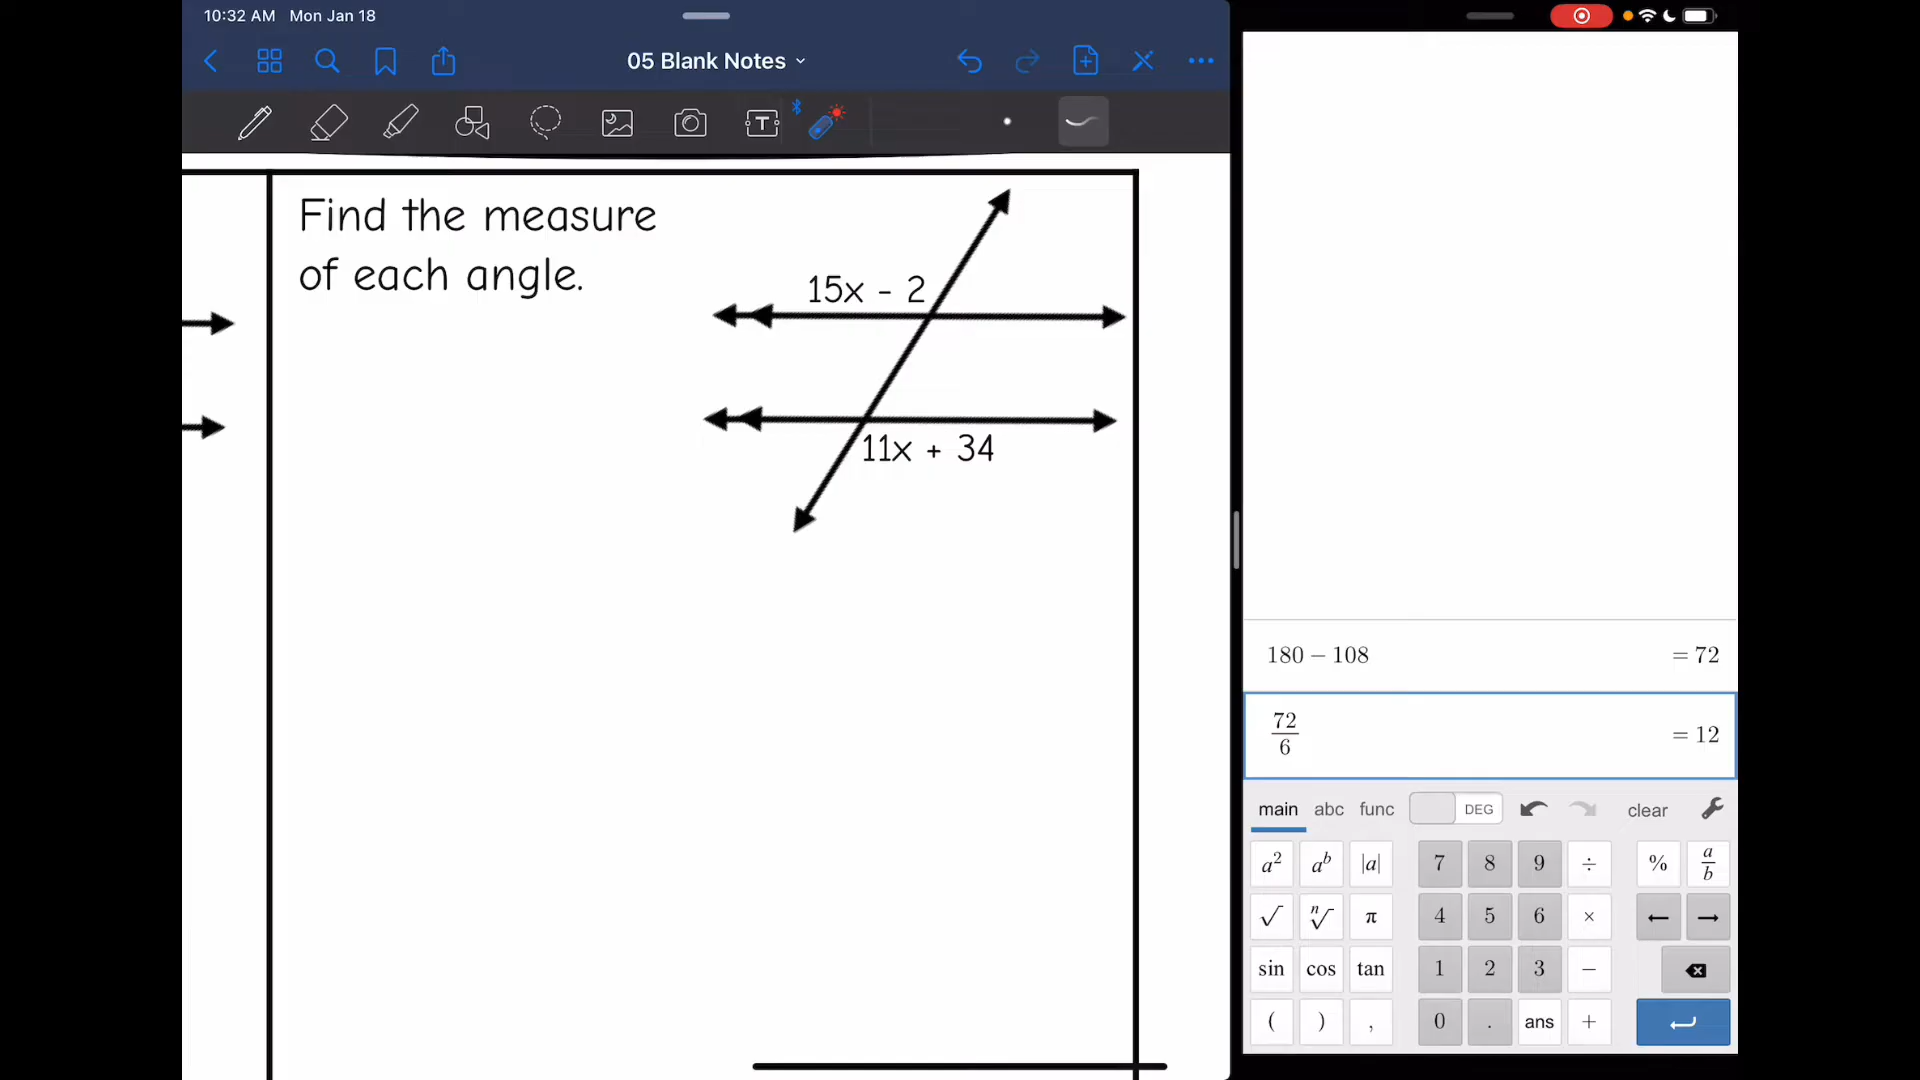 10:32 AM Mon Jan 18
05 Blank Notes
T
Find the measure
of each angle.
15x - 2
11x + 34
180 − 108 = 72
72
6
= 12
main abc func DEG clear
a² aᵇ |a| 7 8 9 ÷ % a/b
√ ⁿ√ π 4 5 6 × ← →
sin cos tan 1 2 3 −
( ) , 0 . ans +